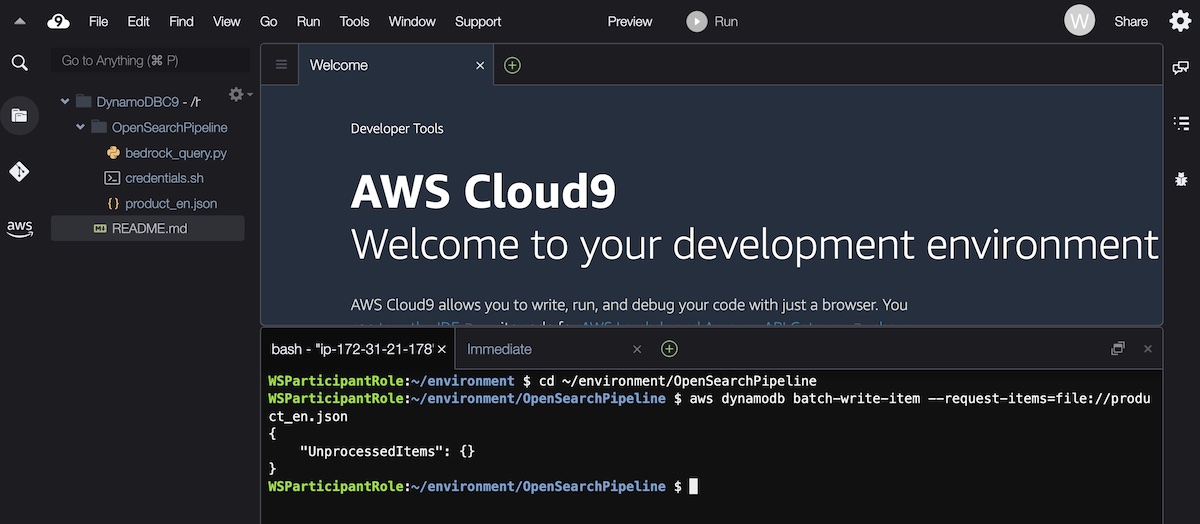 9 File Edit Find View Go Run Tools Window Support Preview Run W Share
Go to Anything (⌘ P)
Welcome
DynamoDBC9 - /h
OpenSearchPipeline
bedrock_query.py
credentials.sh
product_en.json
README.md
aws
Developer Tools
AWS Cloud9
Welcome to your development environment
AWS Cloud9 allows you to write, run, and debug your code with just a browser. You
bash - "ip-172-31-21-178"
Immediate
WSParticipantRole:~/environment $ cd ~/environment/OpenSearchPipeline
WSParticipantRole:~/environment/OpenSearchPipeline $ aws dynamodb batch-write-item --request-items=file://produ
ct_en.json
{
"UnprocessedItems": {}
}
WSParticipantRole:~/environment/OpenSearchPipeline $